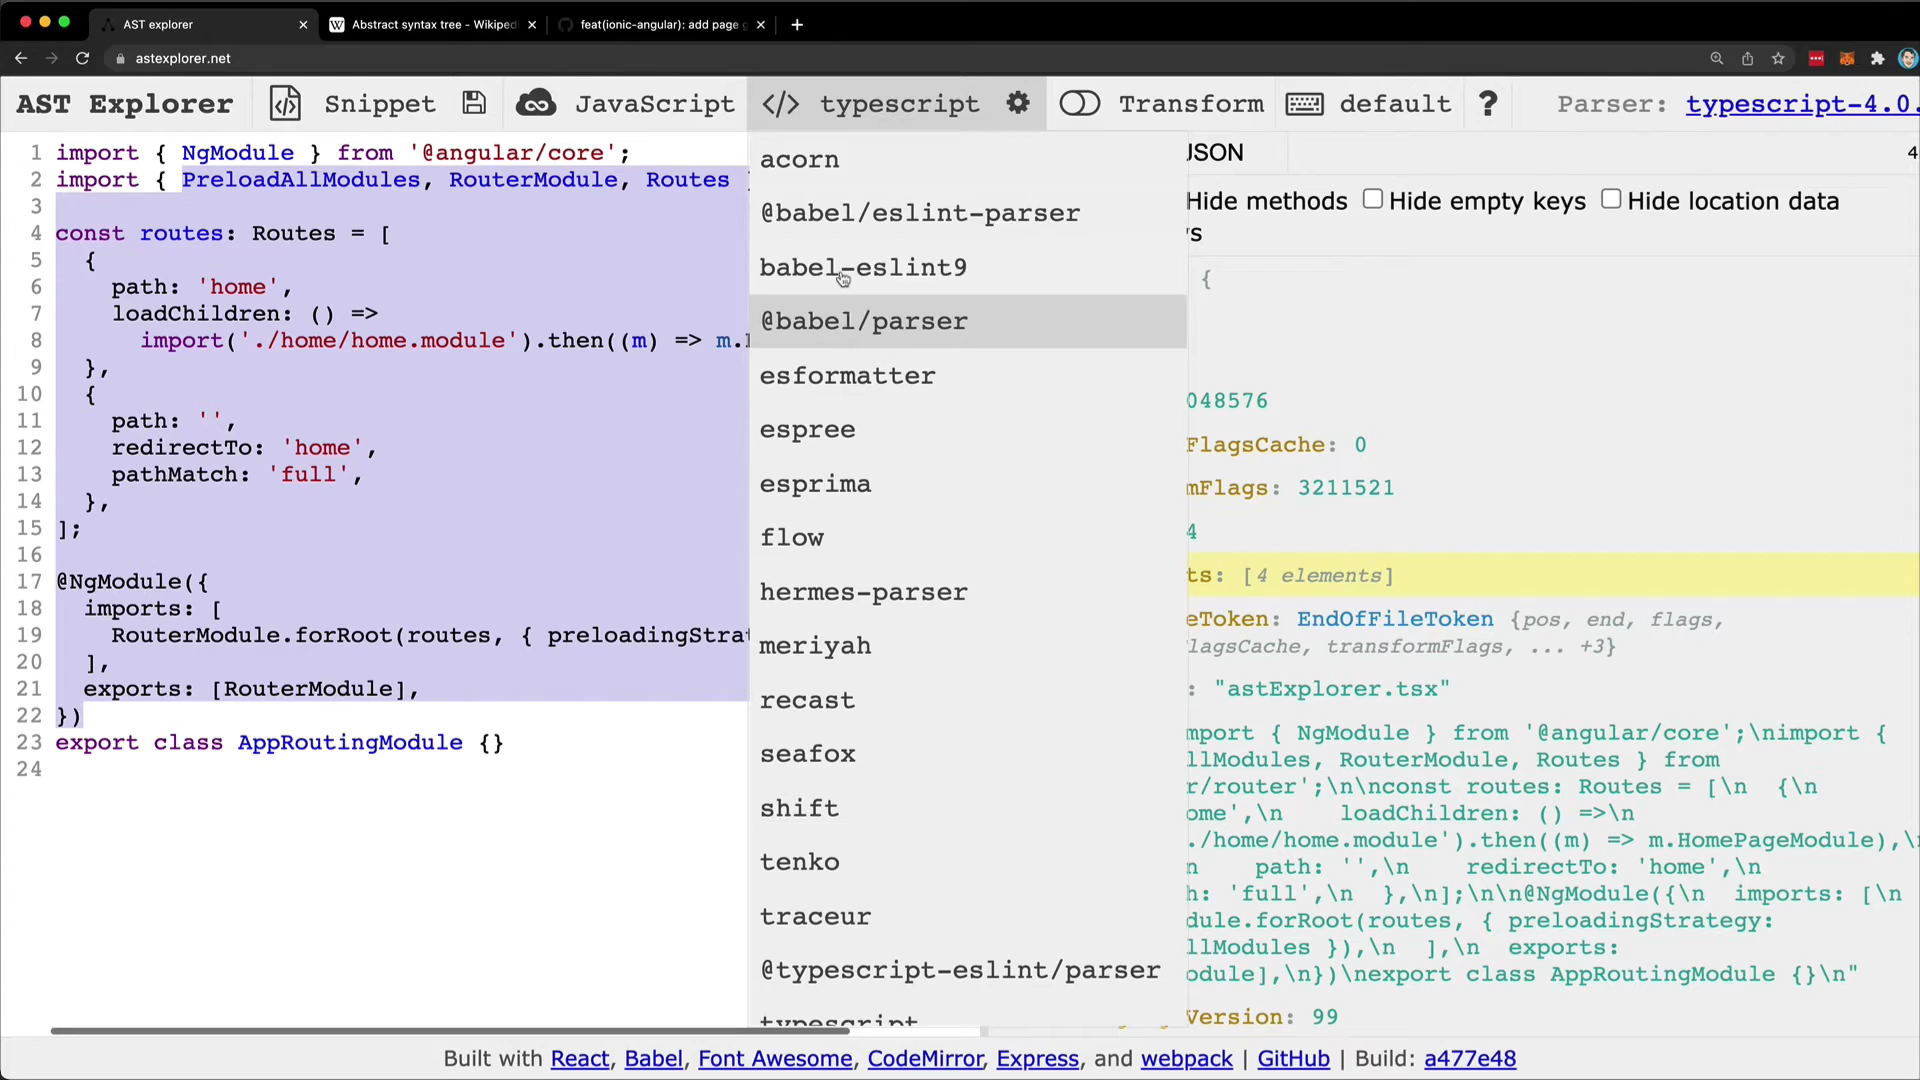 AST explorer
Abstract syntax tree - Wikiped
feat(ionic-angular): add page g
astexplorer.net
AST Explorer
Snippet
JavaScript
</> typescript
Transform
default
?
Parser: typescript-4.0.
1 import { NgModule } from '@angular/core';
2 import { PreloadAllModules, RouterModule, Routes
3
4 const routes: Routes = [
5 {
6 path: 'home',
7 loadChildren: () =>
8 import('./home/home.module').then((m) => m.
9 },
10 {
11 path: '',
12 redirectTo: 'home',
13 pathMatch: 'full',
14 },
15 ];
16
17 @NgModule({
18 imports: [
19 RouterModule.forRoot(routes, { preloadingStrat
20 ],
21 exports: [RouterModule],
22 })
23 export class AppRoutingModule {}
24
acorn
@babel/eslint-parser
babel-eslint9
@babel/parser
esformatter
espree
esprima
flow
hermes-parser
meriyah
recast
seafox
shift
tenko
traceur
@typescript-eslint/parser
typescript
JSON
4
Hide methods Hide empty keys Hide location data
's
{
048576
FlagsCache: 0
mFlags: 3211521
4
ts: [4 elements]
eToken: EndOfFileToken {pos, end, flags,
lagsCache, transformFlags, ... +3}
: "astExplorer.tsx"
mport { NgModule } from '@angular/core';\nimport {
llModules, RouterModule, Routes } from
r/router';\n\nconst routes: Routes = [\n {\n
ome',\n loadChildren: () =>\n
./home/home.module').then((m) => m.HomePageModule),\
n path: '',\n redirectTo: 'home',\n
h: 'full',\n },\n];\n\n@NgModule({\n imports: [\n
dule.forRoot(routes, { preloadingStrategy:
llModules }),\n ],\n exports:
odule],\n})\nexport class AppRoutingModule {}\n"
Version: 99
Built with React, Babel, Font Awesome, CodeMirror, Express, and webpack | GitHub | Build: a477e48